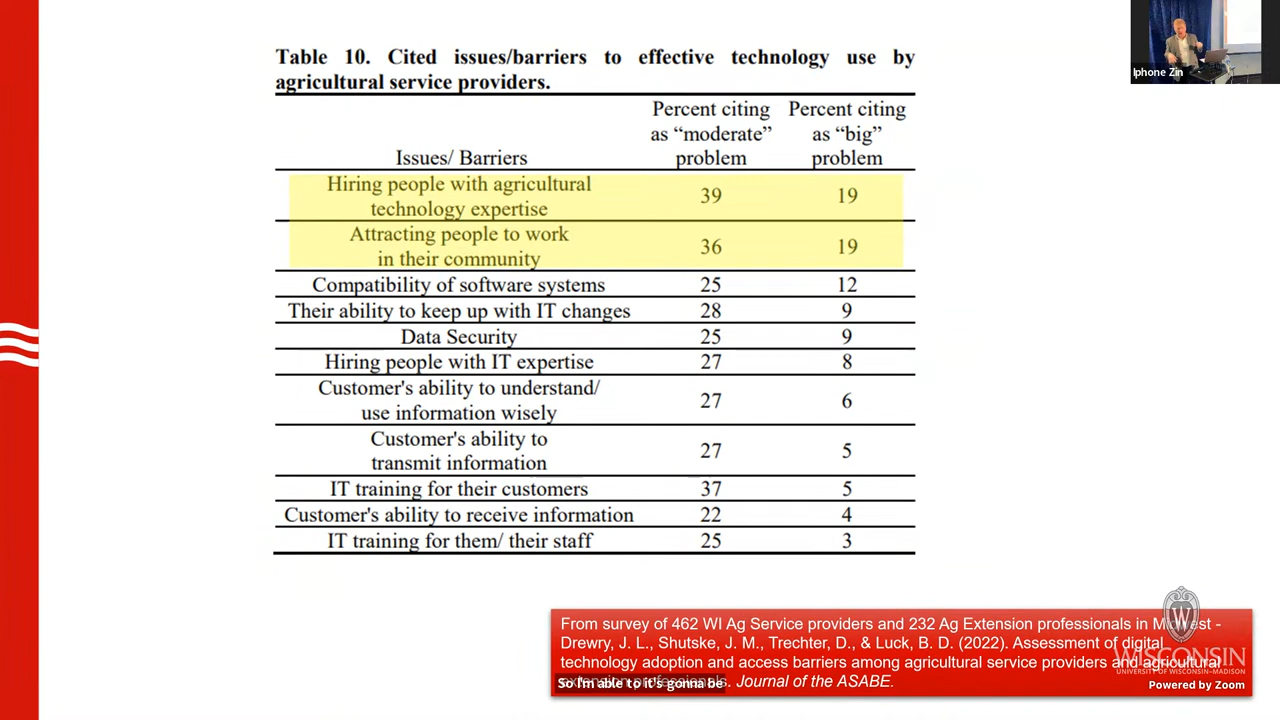 Table 10. Cited issues/barriers to effective technology use by
agricultural service providers.
Issues/ Barriers
Percent citing
as “moderate”
problem
Percent citing
as “big”
problem
Hiring people with agricultural
technology expertise
39
19
Attracting people to work
in their community
36
19
Compatibility of software systems
25
12
Their ability to keep up with IT changes
28
9
Data Security
25
9
Hiring people with IT expertise
27
8
Customer's ability to understand/
use information wisely
27
6
Customer's ability to
transmit information
27
5
IT training for their customers
37
5
Customer's ability to receive information
22
4
IT training for them/ their staff
25
3
Iphone Zin
From survey of 462 WI Ag Service providers and 232 Ag Extension professionals in Midwest -
Drewry, J. L., Shutske, J. M., Trechter, D., & Luck, B. D. (2022). Assessment of digital
technology adoption and access barriers among agricultural service providers and agricultural
extension professionals. Journal of the ASABE.
So I'm able to it's gonna be
W
WISCONSIN
UNIVERSITY OF WISCONSIN–MADISON
Powered by Zoom